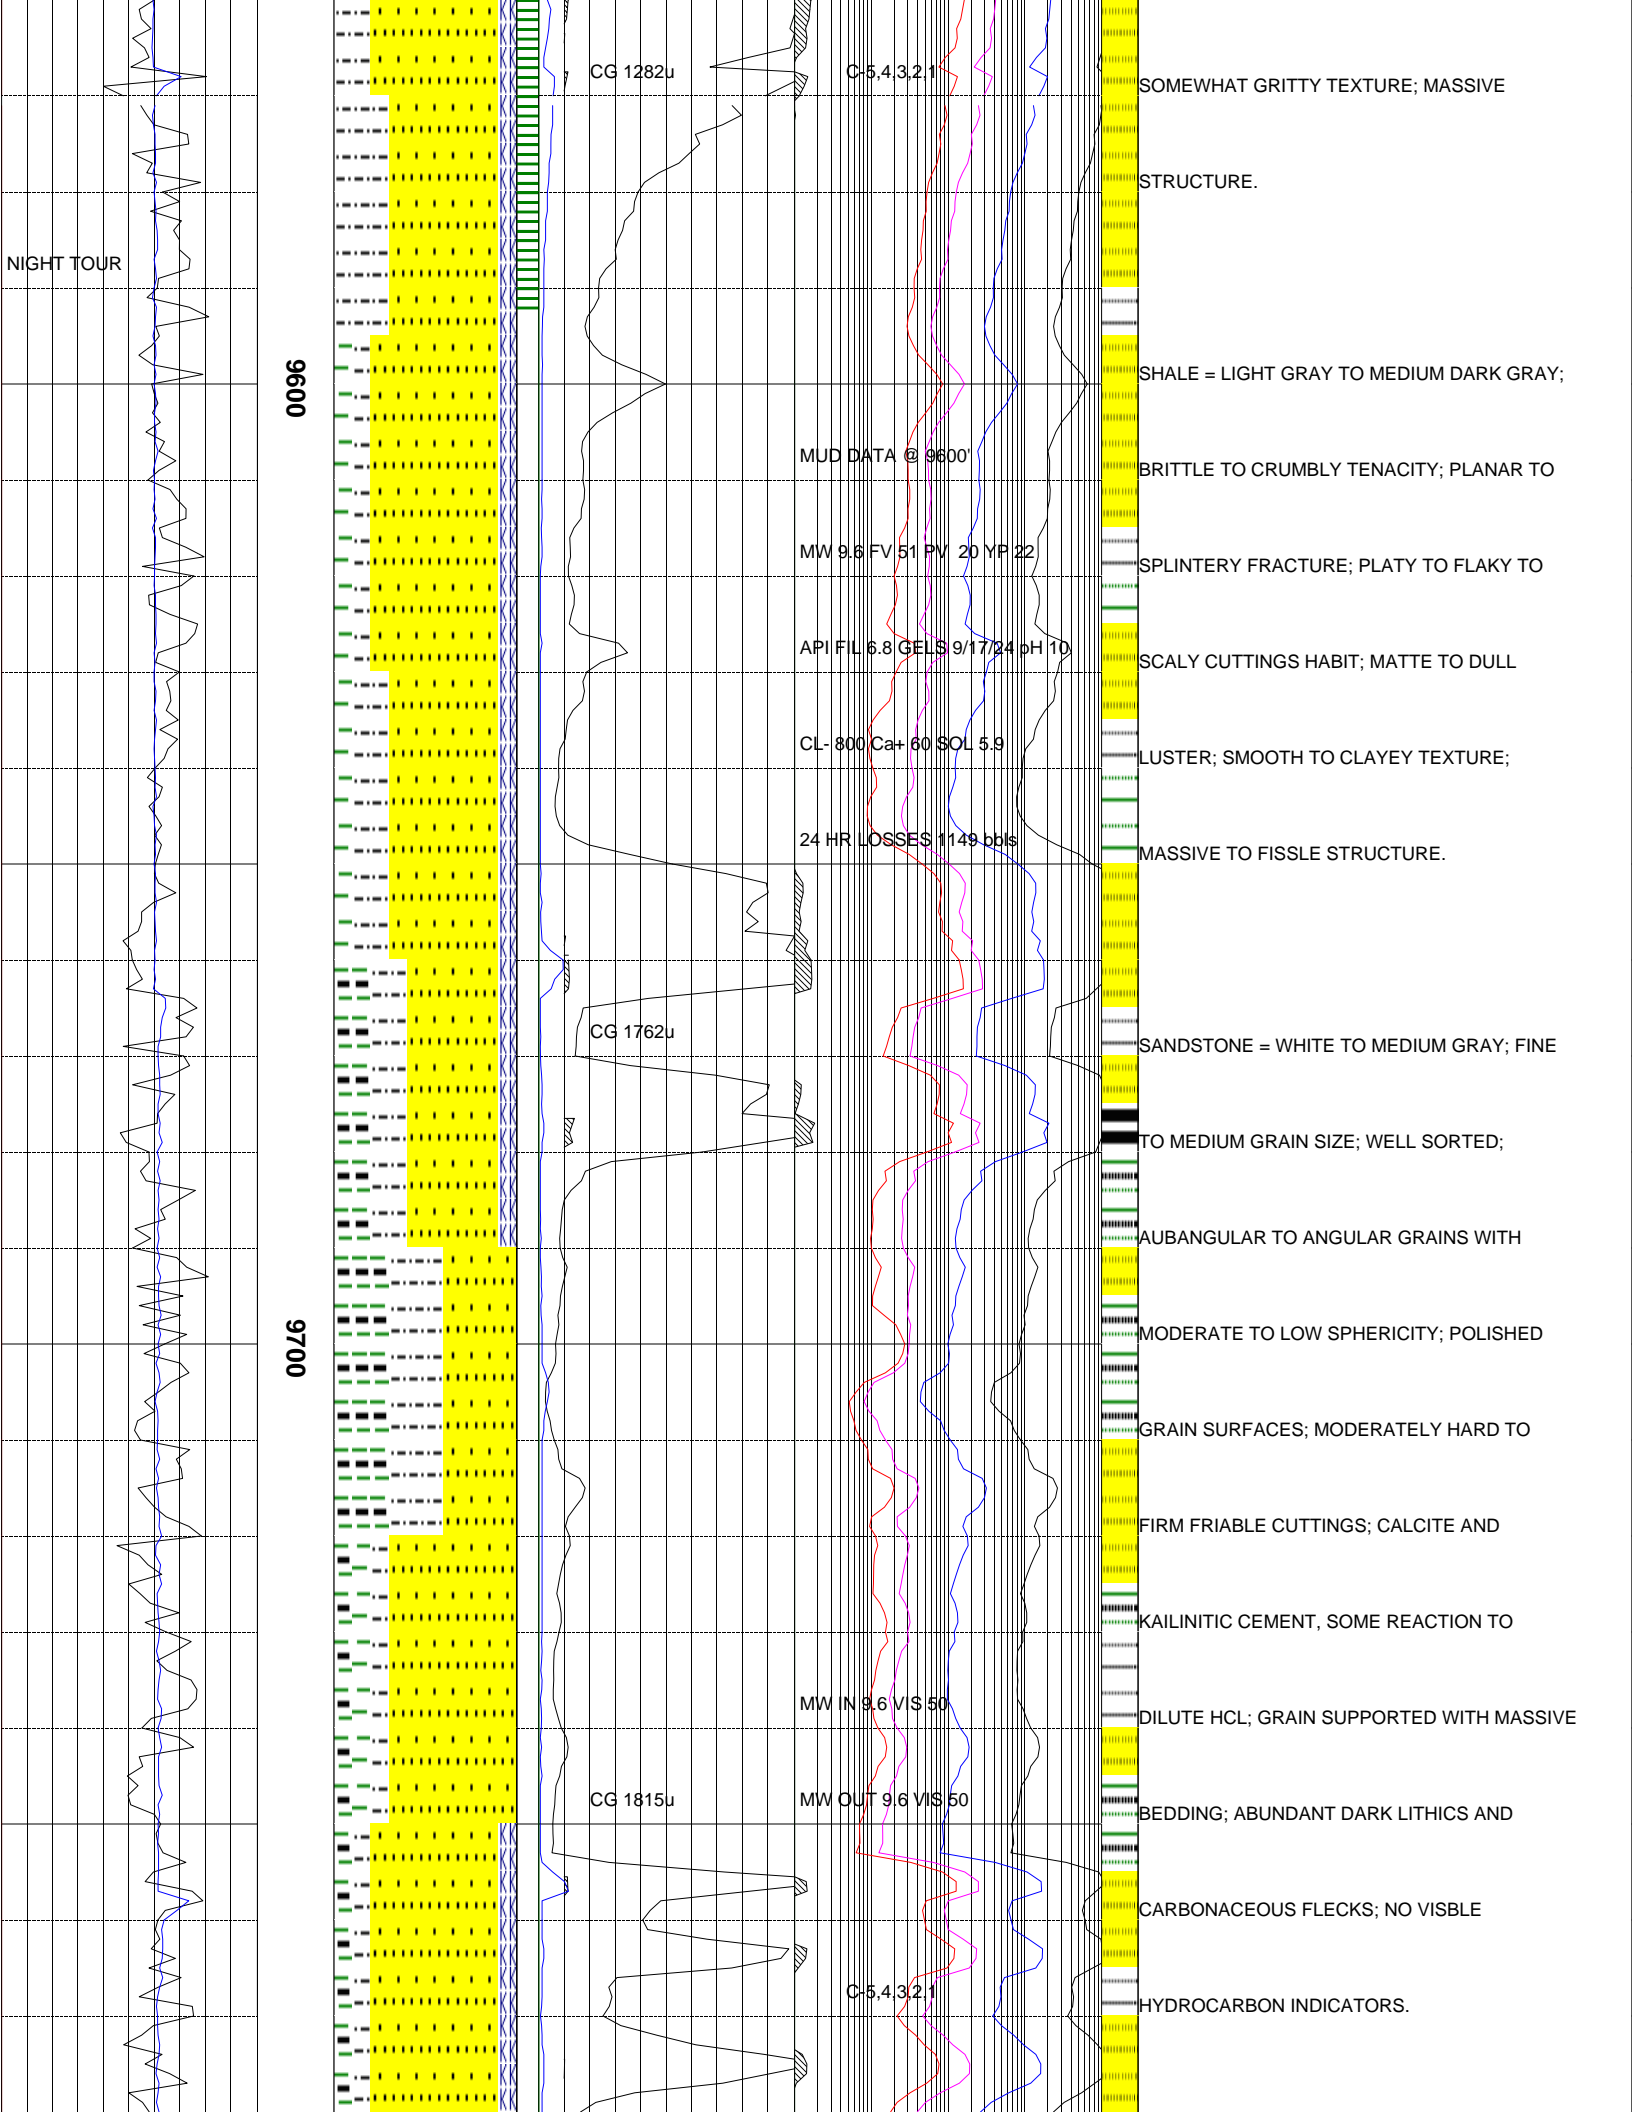 CG 1282u
C-5,4,3,2,1
SOMEWHAT GRITTY TEXTURE; MASSIVE
STRUCTURE.
NIGHT TOUR
9600
SHALE = LIGHT GRAY TO MEDIUM DARK GRAY;
MUD DATA @ 9600'
BRITTLE TO CRUMBLY TENACITY; PLANAR TO
MW 9.6 FV 51 PV 20 YP 22
SPLINTERY FRACTURE; PLATY TO FLAKY TO
API FIL 6.8 GELS 9/17/24 pH 10
SCALY CUTTINGS HABIT; MATTE TO DULL
CL- 800 Ca+ 60 SOL 5.9
LUSTER; SMOOTH TO CLAYEY TEXTURE;
24 HR LOSSES 1149 bbls
MASSIVE TO FISSLE STRUCTURE.
CG 1762u
SANDSTONE = WHITE TO MEDIUM GRAY; FINE
TO MEDIUM GRAIN SIZE; WELL SORTED;
AUBANGULAR TO ANGULAR GRAINS WITH
9700
MODERATE TO LOW SPHERICITY; POLISHED
GRAIN SURFACES; MODERATELY HARD TO
FIRM FRIABLE CUTTINGS; CALCITE AND
KAILINITIC CEMENT, SOME REACTION TO
MW IN 9.6 VIS 50
DILUTE HCL; GRAIN SUPPORTED WITH MASSIVE
CG 1815u
MW OUT 9.6 VIS 50
BEDDING; ABUNDANT DARK LITHICS AND
CARBONACEOUS FLECKS; NO VISBLE
C-5,4,3,2,1
HYDROCARBON INDICATORS.